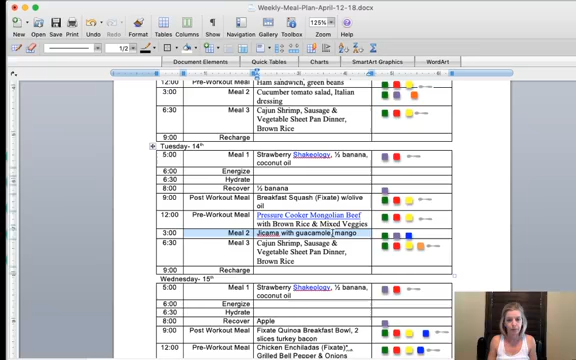 Weekly-Meal-Plan-April-12-18.docx
125%
New Open Save Print Format Tables Columns Show Navigation Gallery Toolbox Zoom Help
1/2
Document Elements Quick Tables Charts SmartArt Graphics WordArt
12:00 Pre-Workout Meal Ham sandwich, green beans
3:00 Meal 2 Cucumber tomato salad, Italian
dressing
6:30 Meal 3 Cajun Shrimp, Sausage &
Vegetable Sheet Pan Dinner,
Brown Rice
9:00 Recharge
Tuesday- 14th
5:00 Meal 1 Strawberry Shakeology, ½ banana,
coconut oil
6:00 Energize
6:30 Hydrate
8:00 Recover ½ banana
9:00 Post Workout Meal Breakfast Squash (Fixate) w/olive
oil
12:00 Pre-Workout Meal Pressure Cooker Mongolian Beef
with Brown Rice & Mixed Veggies
3:00 Meal 2 Jicama with guacamole, mango
6:30 Meal 3 Cajun Shrimp, Sausage &
Vegetable Sheet Pan Dinner,
Brown Rice
9:00 Recharge
Wednesday- 15th
5:00 Meal 1 Strawberry Shakeology, ½ banana,
coconut oil
6:00 Energize
6:30 Hydrate
8:00 Recover Apple
9:00 Post Workout Meal Fixate Quinoa Breakfast Bowl, 2
slices turkey bacon
12:00 Pre-Workout Meal Chicken Enchiladas (Fixate)
Grilled Bell Pepper & Onions